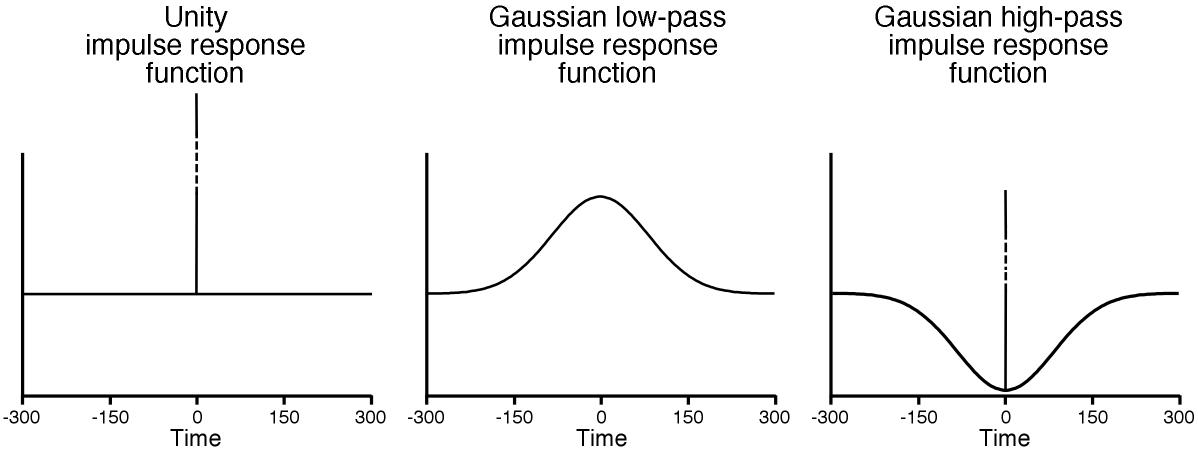 Unity
impulse response
function
Gaussian low-pass
impulse response
function
Gaussian high-pass
impulse response
function
-300 -150 0 150 300
Time
-300 -150 0 150 300
Time
-300 -150 0 150 300
Time